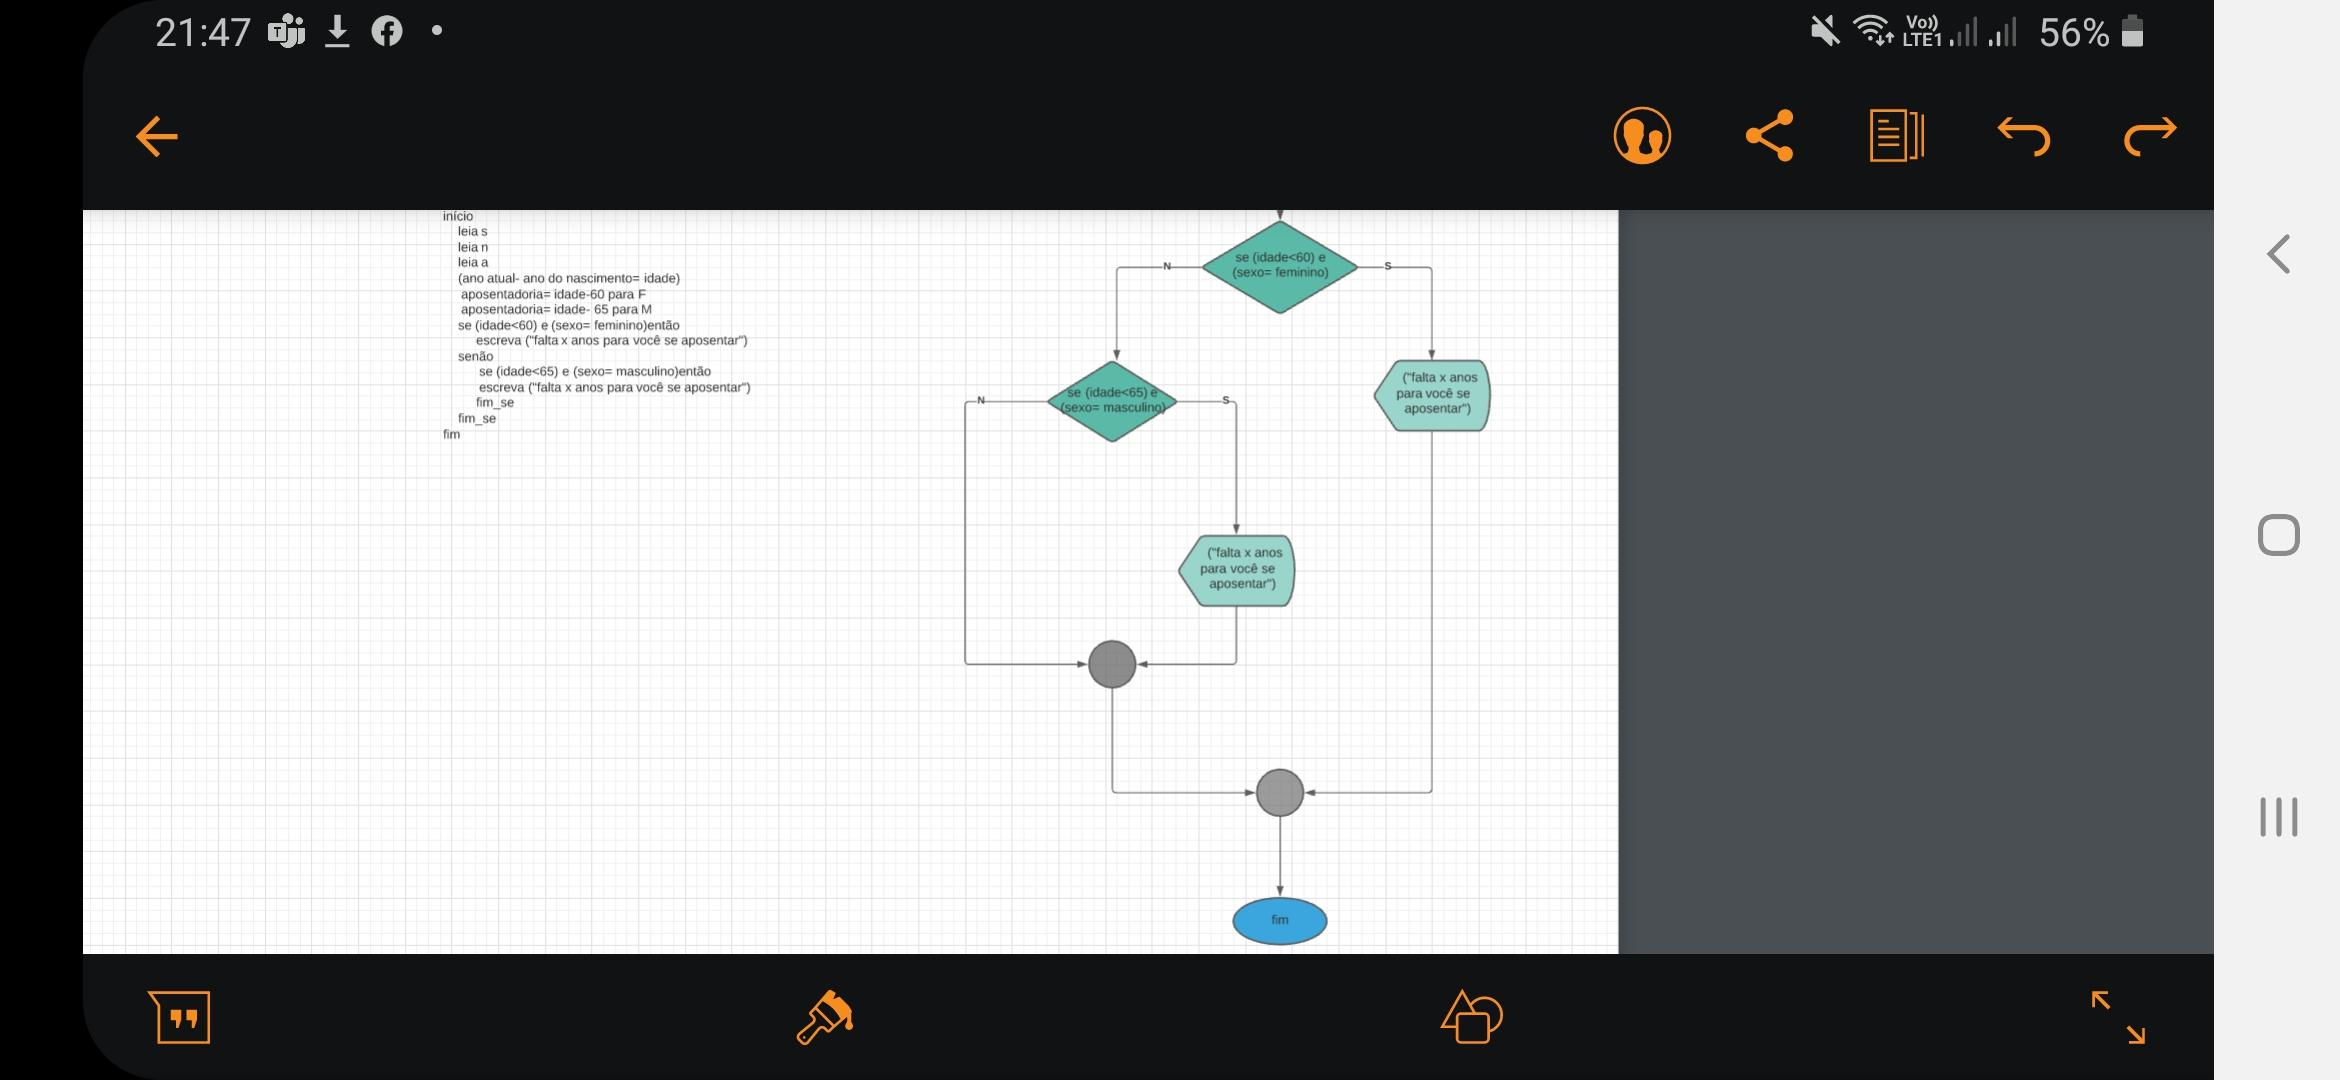 21:47
Vo))
LTE1
56%
início
leia s
leia n
leia a
(ano atual- ano do nascimento= idade)
aposentadoria= idade-60 para F
aposentadoria= idade- 65 para M
se (idade<60) e (sexo= feminino)então
escreva ("falta x anos para você se aposentar")
senão
se (idade<65) e (sexo= masculino)então
escreva ("falta x anos para você se aposentar")
fim_se
fim_se
fim
se (idade<60) e
(sexo= feminino)
N
S
se (idade<65) e
(sexo= masculino)
N
S
("falta x anos
para você se
aposentar")
("falta x anos
para você se
aposentar")
fim